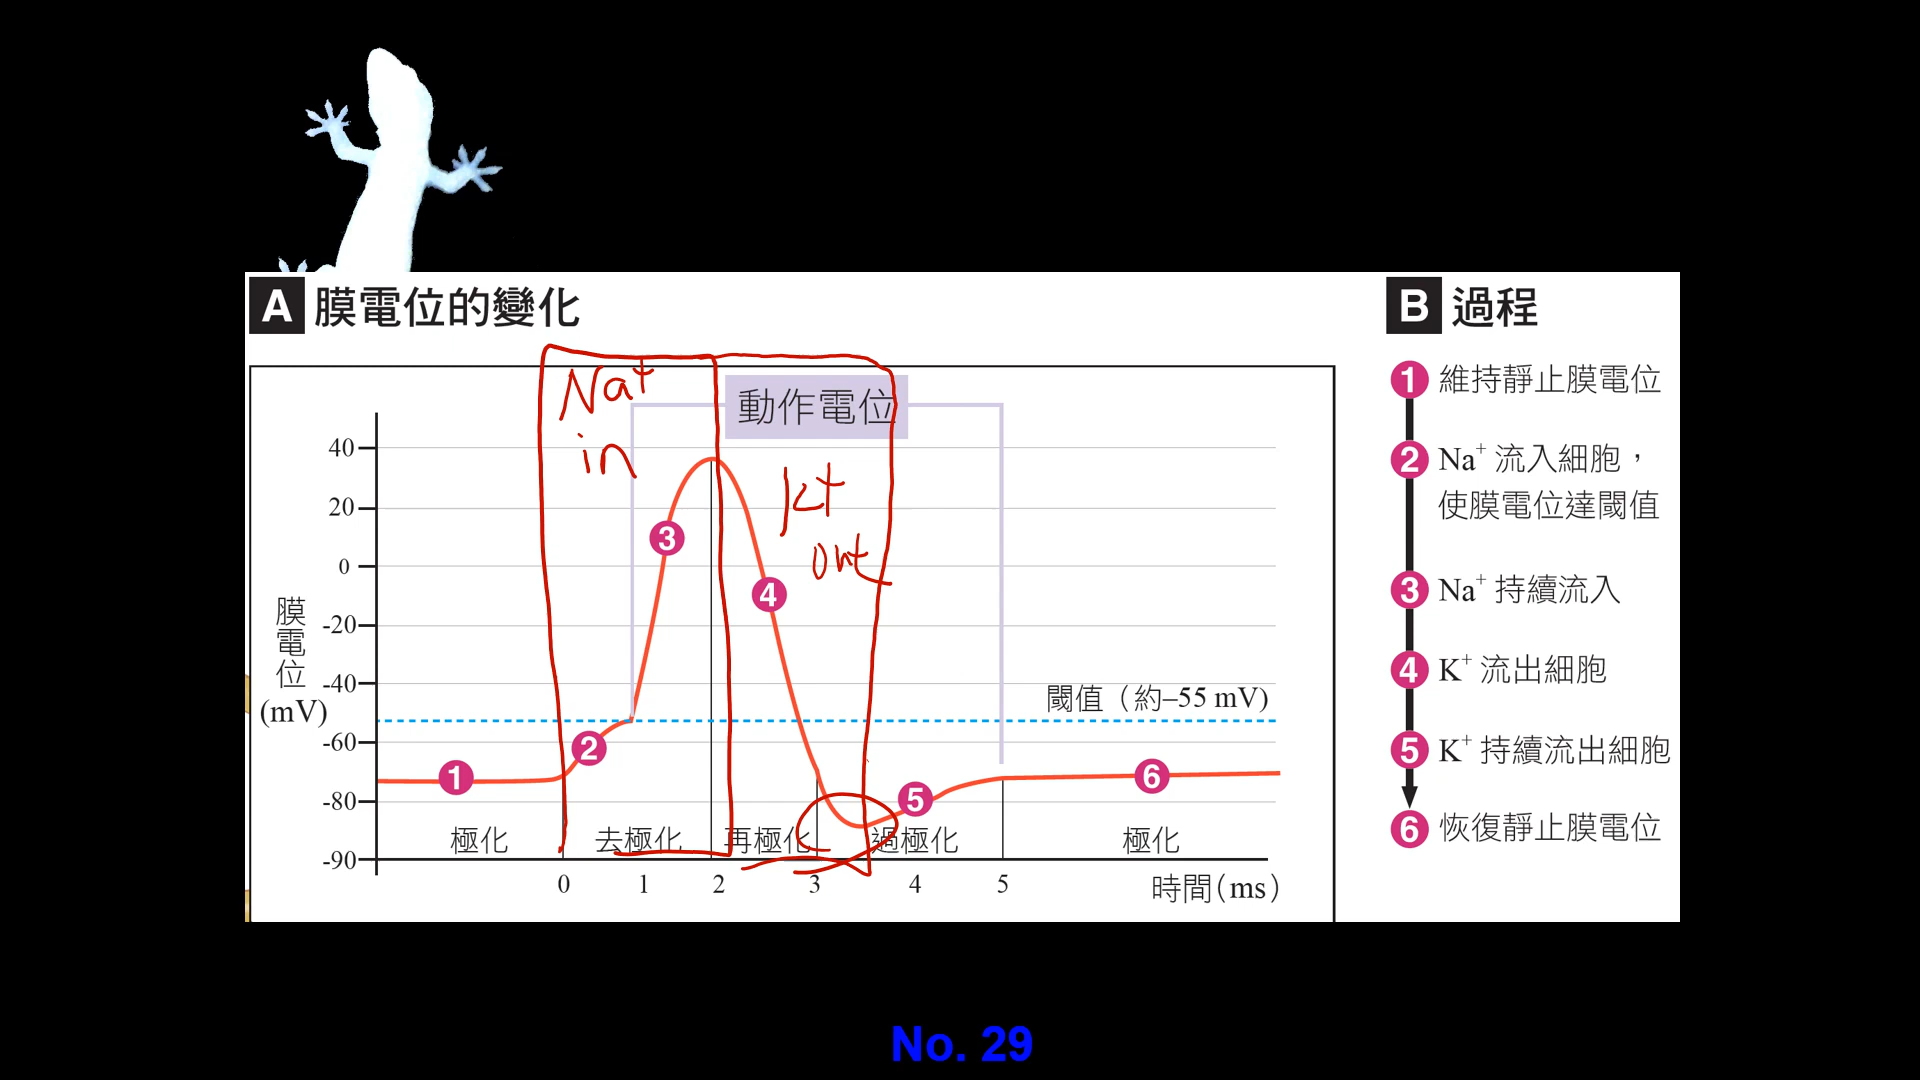 A 膜電位的變化
Na⁺
in
動作電位
K⁺
out
40
20
0
-20
-40
-60
-80
-90
膜電位
(mV)
閾值（約–55 mV)
1
2
3
4
5
6
極化
去極化
再極化
過極化
極化
0 1 2 3 4 5 時間(ms)
B 過程
1 維持靜止膜電位
2 Na⁺ 流入細胞，
使膜電位達閾值
3 Na⁺ 持續流入
4 K⁺ 流出細胞
5 K⁺ 持續流出細胞
6 恢復靜止膜電位
No. 29